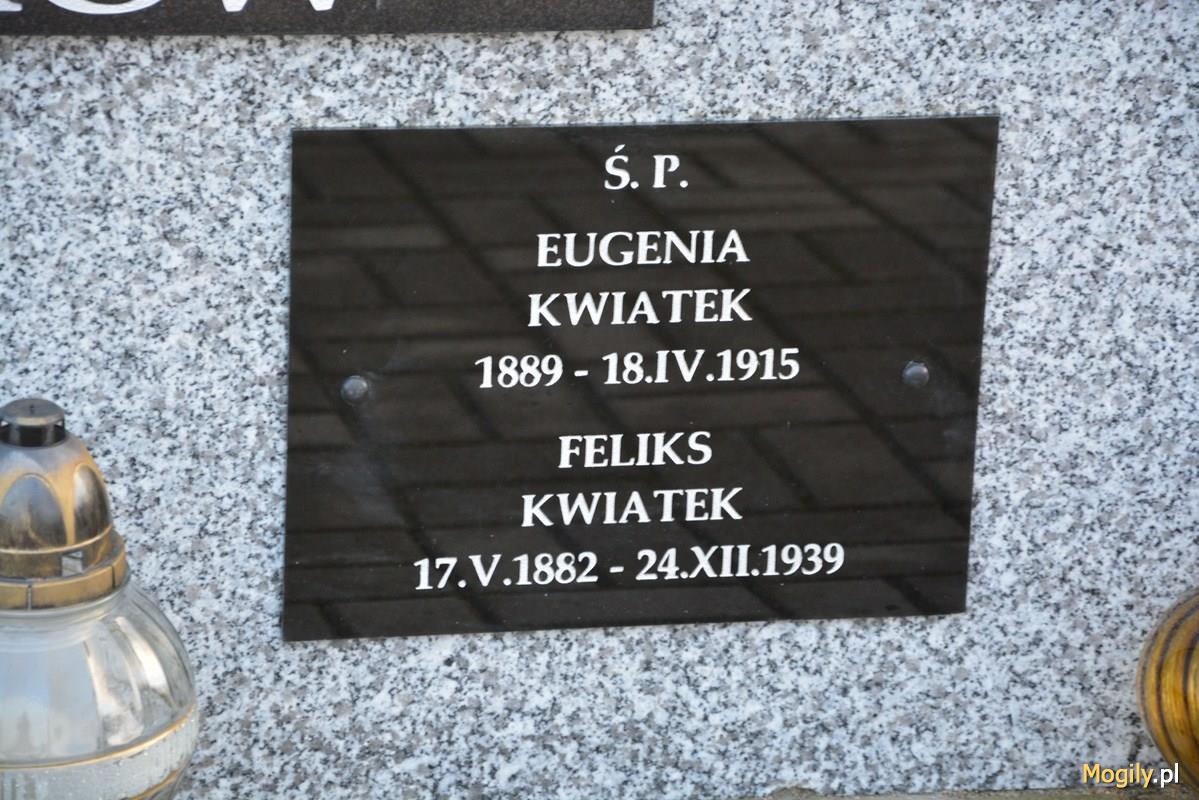 Ś. P.
EUGENIA
KWIATEK
1889 - 18.IV.1915
FELIKS
KWIATEK
17.V.1882 - 24.XII.1939
Mogily.pl